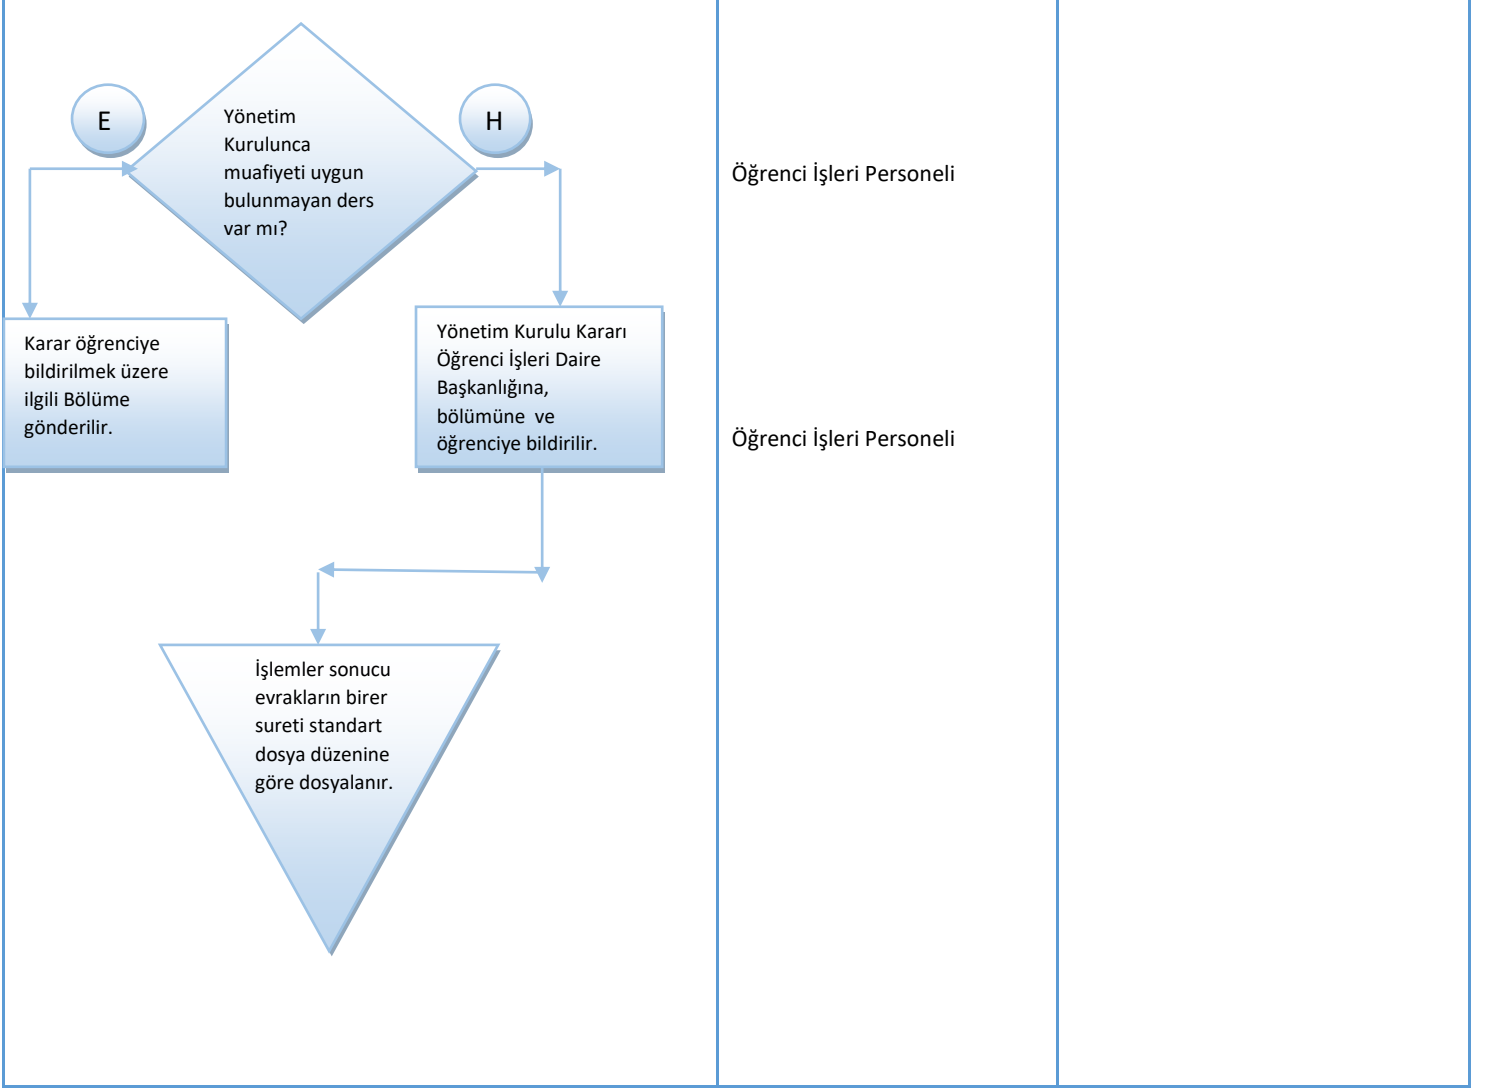 E
H
Yönetim
Kurulunca
muafiyeti uygun
bulunmayan ders
var mı?
Öğrenci İşleri Personeli
Karar öğrenciye
bildirilmek üzere
ilgili Bölüme
gönderilir.
Yönetim Kurulu Kararı
Öğrenci İşleri Daire
Başkanlığına,
bölümüne  ve
öğrenciye bildirilir.
Öğrenci İşleri Personeli
İşlemler sonucu
evrakların birer
sureti standart
dosya düzenine
göre dosyalanır.